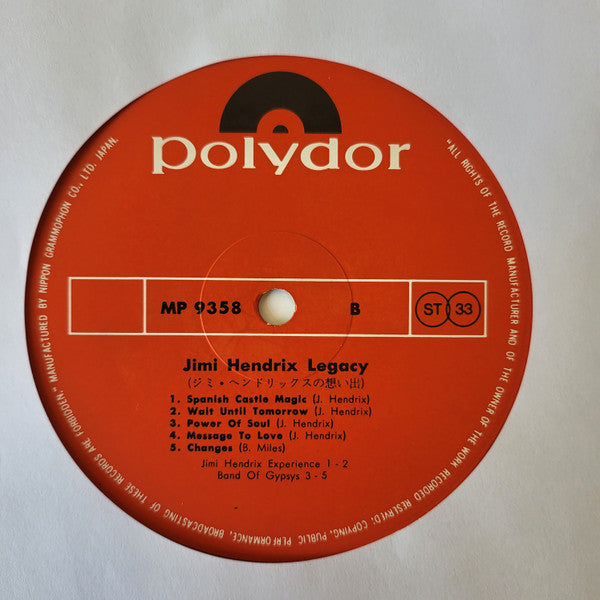 polydor
MP 9358 B ST 33
Jimi Hendrix Legacy
(ジミ・ヘンドリックスの想い出)
1. Spanish Castle Magic (J. Hendrix)
2. Wait Until Tomorrow (J. Hendrix)
3. Power Of Soul (J. Hendrix)
4. Message To Love (J. Hendrix)
5. Changes (B. Miles)
Jimi Hendrix Experience 1 - 2
Band Of Gypsys 3 - 5
"ALL RIGHTS OF THE RECORD MANUFACTURER AND OF THE OWNER OF THE WORK RECORDED RESERVED: COPYING, PUBLIC PERFORMANCE, BROADCASTING OF THESE RECORDS ARE FORBIDDEN" MANUFACTURED BY NIPPON GRAMMOPHON CO., LTD. JAPAN.